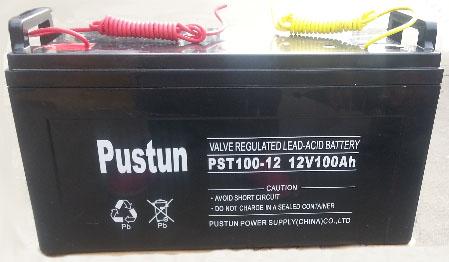 Pustun
VALVE REGULATED LEAD-ACID BATTERY
PST100-12 12V100Ah
CAUTION
• AVOID SHORT CIRCUIT
• DO NOT CHARGE IN A SEALED CONTAINER
PUSTUN POWER SUPPLY(CHINA)CO.,LTD
Pb Pb